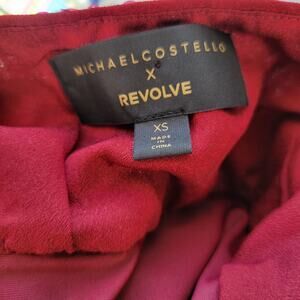 MICHAELCOSTELLO
X
REVOLVE
XS
MADE IN
CHINA